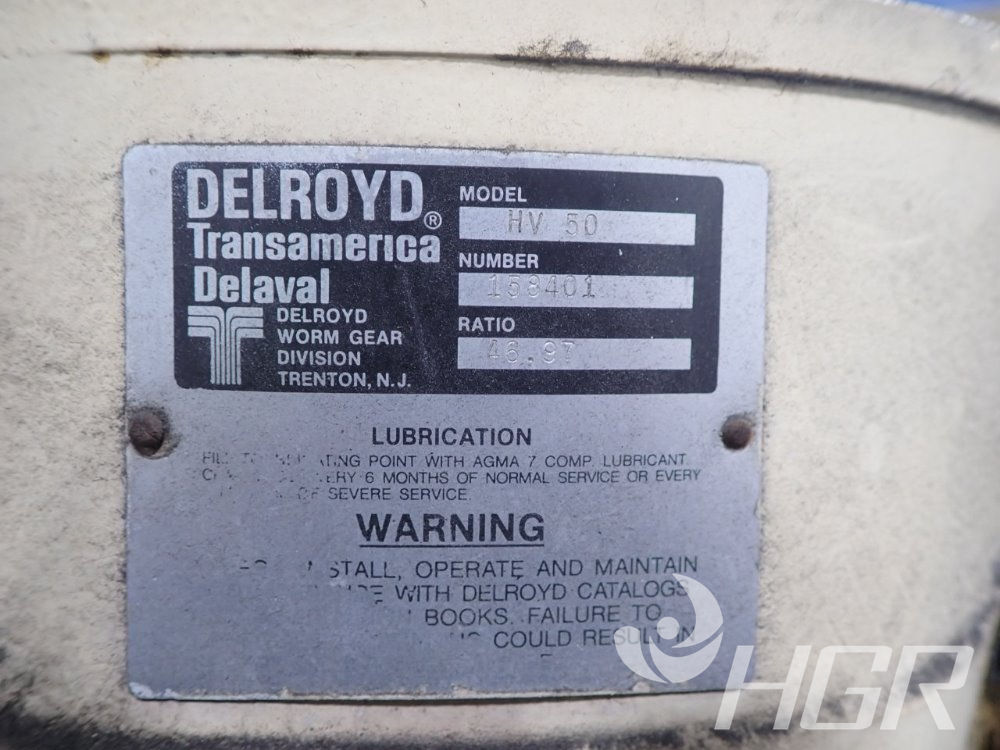 DELROYD®
Transamerica
Delaval
DELROYD
WORM GEAR
DIVISION
TRENTON, N.J.
MODEL
HV 50
NUMBER
158401
RATIO
46.97
LUBRICATION
POINT WITH AGMA 7 COMP. LUBRICANT
6 MONTHS OF NORMAL SERVICE OR EVERY
OF SEVERE SERVICE.
WARNING
INSTALL, OPERATE AND MAINTAIN
WITH DELROYD CATALOGS
BOOKS. FAILURE TO
COULD RESULT IN
HGR